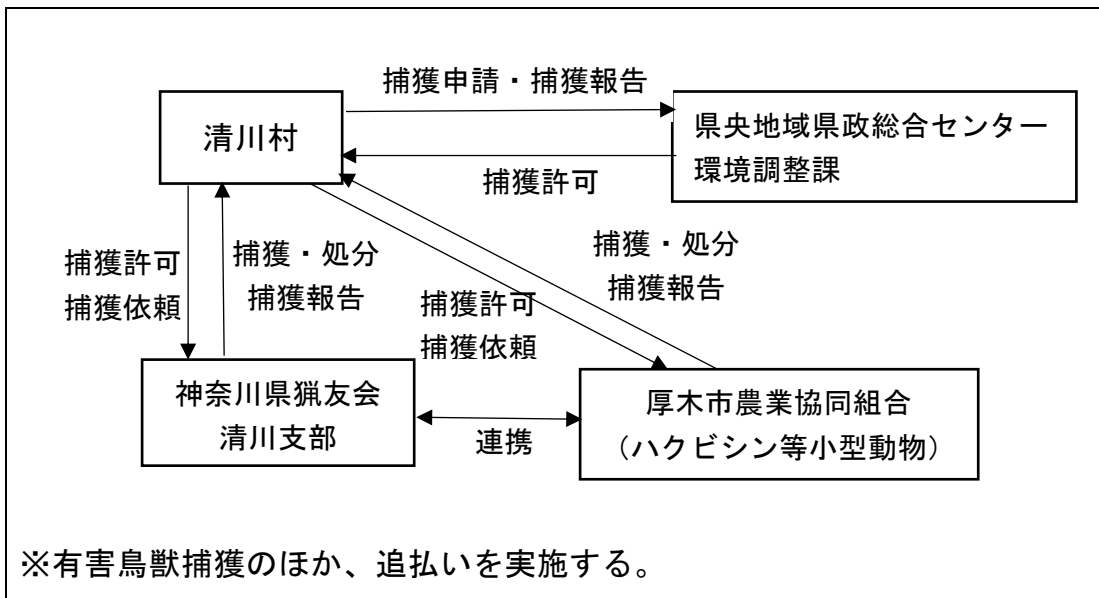 捕獲申請・捕獲報告
清川村
県央地域県政総合センター
環境調整課
捕獲許可
捕獲許可
捕獲依頼
捕獲・処分
捕獲報告
捕獲許可
捕獲依頼
捕獲・処分
捕獲報告
神奈川県猟友会
清川支部
連携
厚木市農業協同組合
（ハクビシン等小型動物）
※有害鳥獣捕獲のほか、追払いを実施する。